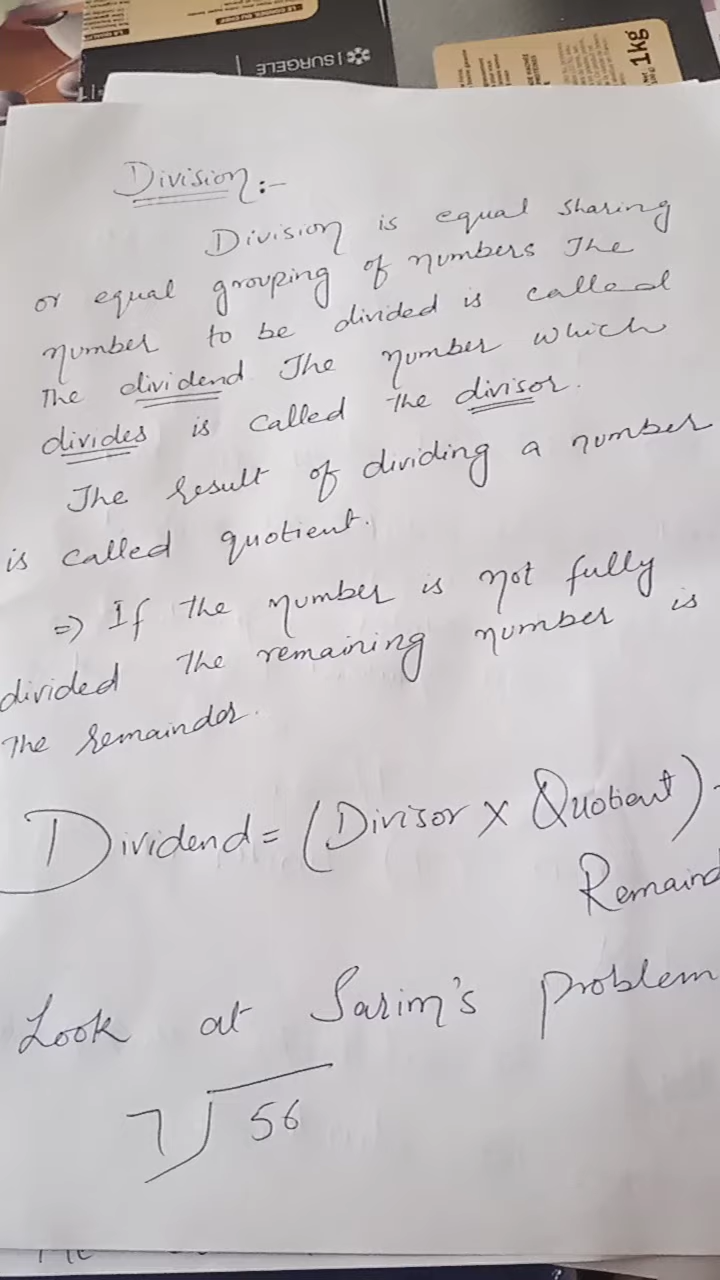 SURGELE
1kg
Division :-
Division is equal sharing
or equal grouping of numbers The
number to be divided is called
The dividend The number which
divides is called the divisor.
The result of dividing a number
is called quotient.
=> If the number is not fully
divided The remaining number is
The remainder.
Dividend = (Divisor x Quotient)
Remaind
Look at Sarim's problem
7 56